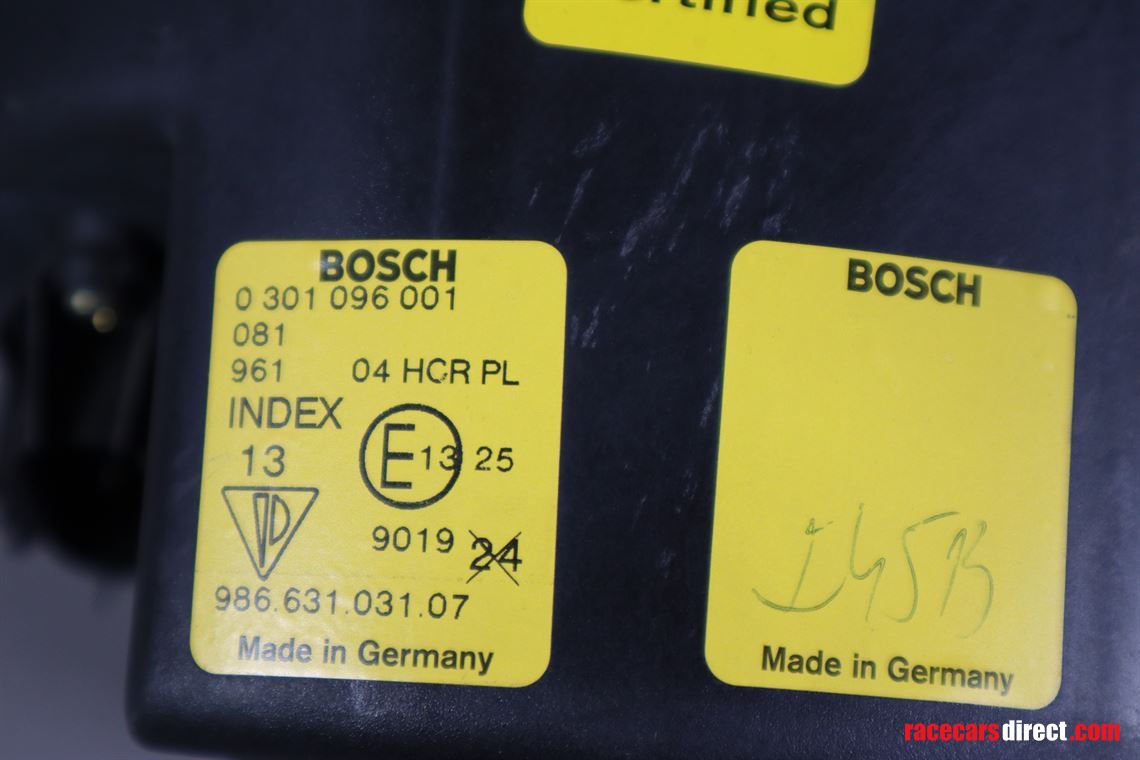 ertified
BOSCH
0 301 096 001
081
961 04 HCR PL
INDEX
13
E 13 25
9019 24
986.631.031.07
Made in Germany
BOSCH
Made in Germany
racecarsdirect.com